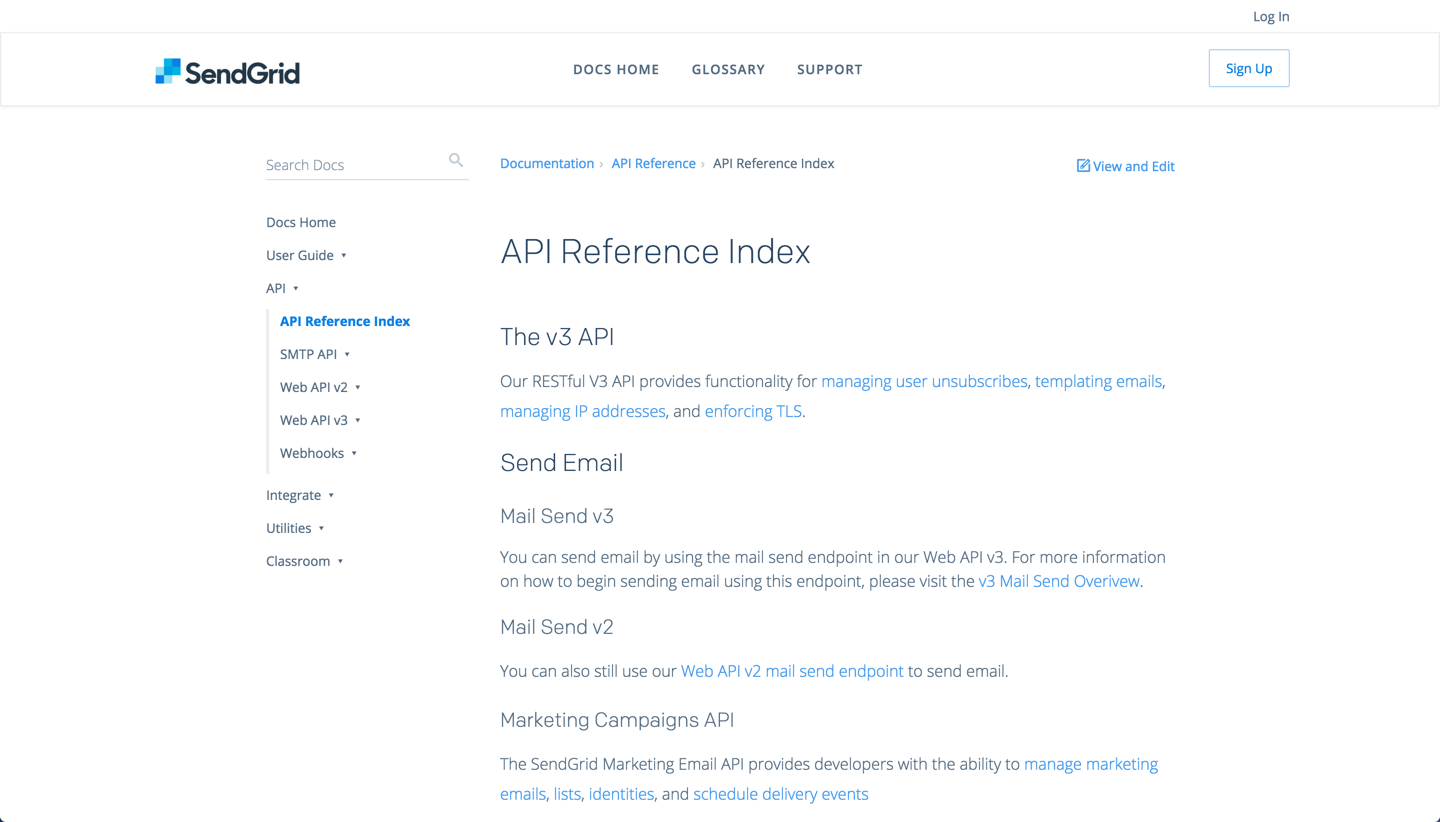 Log In
SendGrid
DOCS HOME GLOSSARY SUPPORT
Sign Up
Search Docs
Docs Home
User Guide ▾
API ▾
API Reference Index
SMTP API ▾
Web API v2 ▾
Web API v3 ▾
Webhooks ▾
Integrate ▾
Utilities ▾
Classroom ▾
Documentation › API Reference › API Reference Index
View and Edit
API Reference Index
The v3 API
Our RESTful V3 API provides functionality for managing user unsubscribes, templating emails,
managing IP addresses, and enforcing TLS.
Send Email
Mail Send v3
You can send email by using the mail send endpoint in our Web API v3. For more information
on how to begin sending email using this endpoint, please visit the v3 Mail Send Overivew.
Mail Send v2
You can also still use our Web API v2 mail send endpoint to send email.
Marketing Campaigns API
The SendGrid Marketing Email API provides developers with the ability to manage marketing
emails, lists, identities, and schedule delivery events